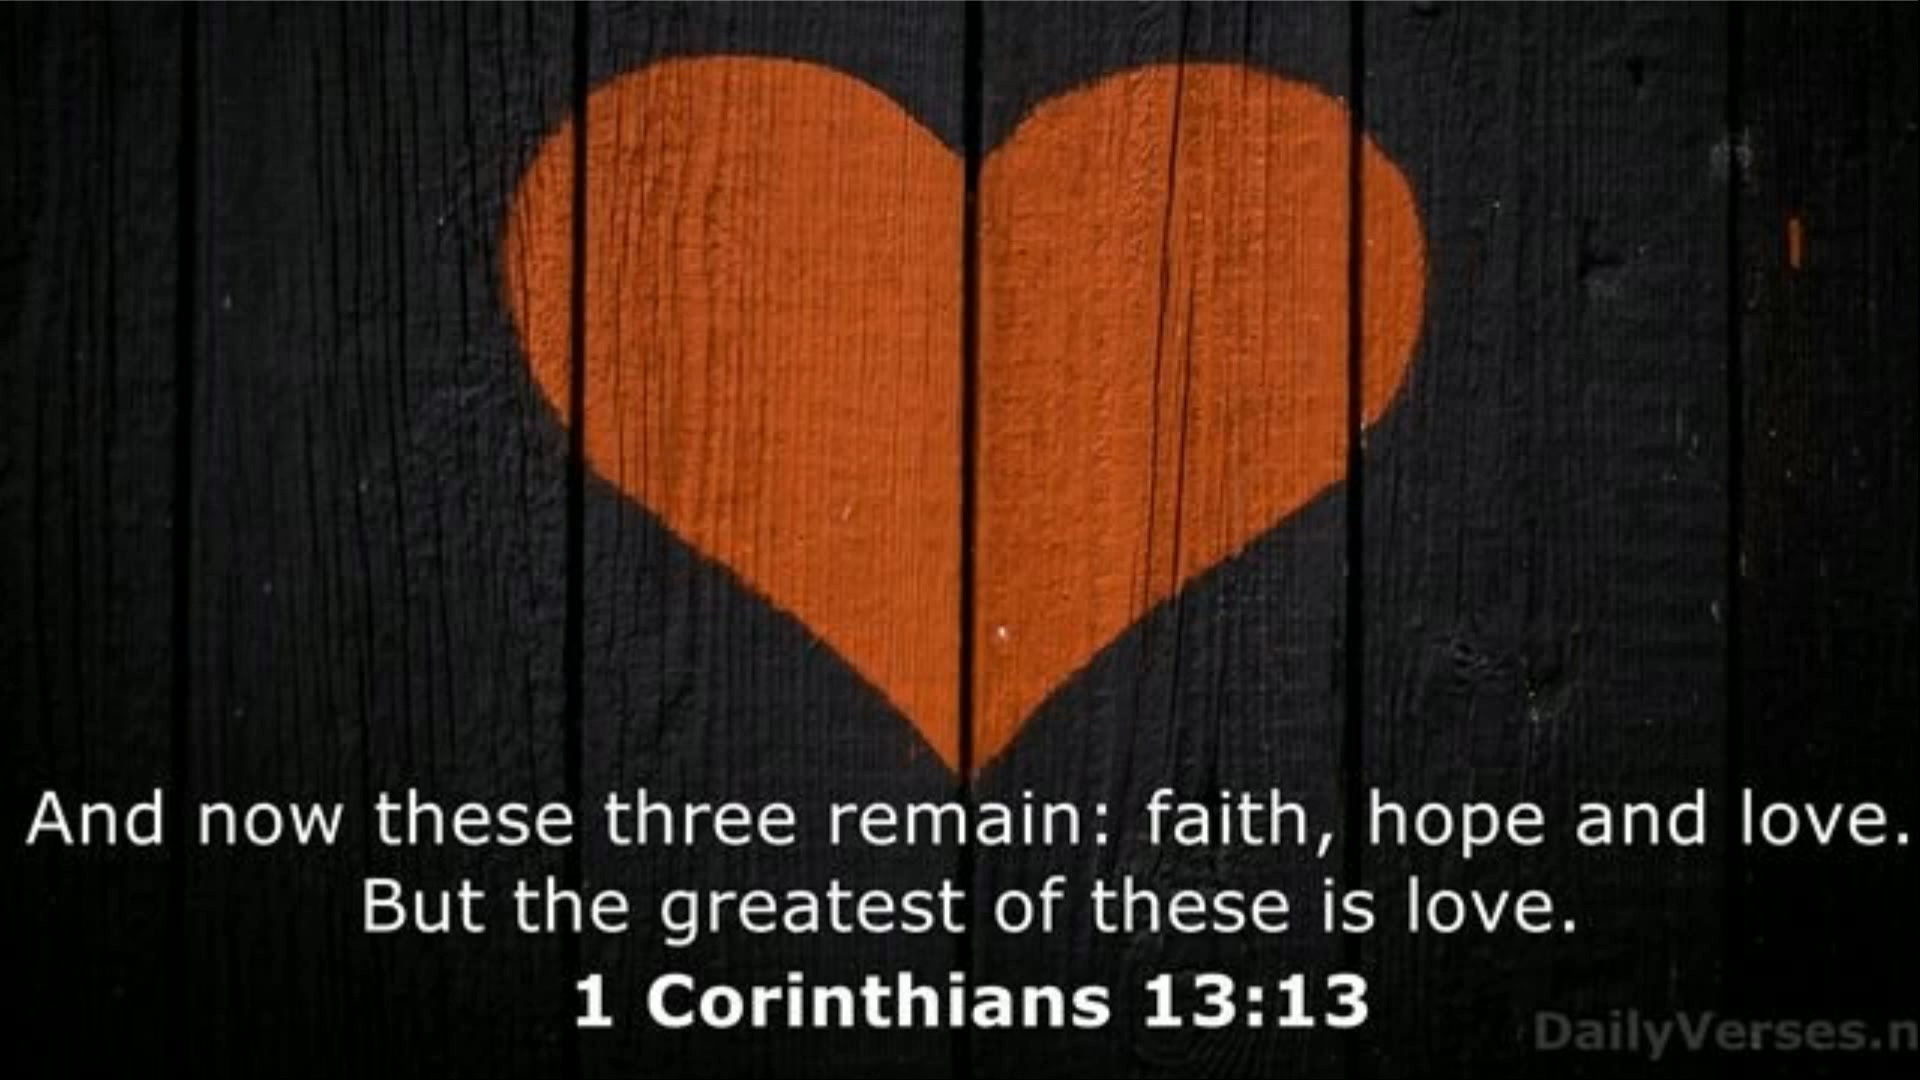 And now these three remain: faith, hope and love.
But the greatest of these is love.
1 Corinthians 13:13
DailyVerses.n